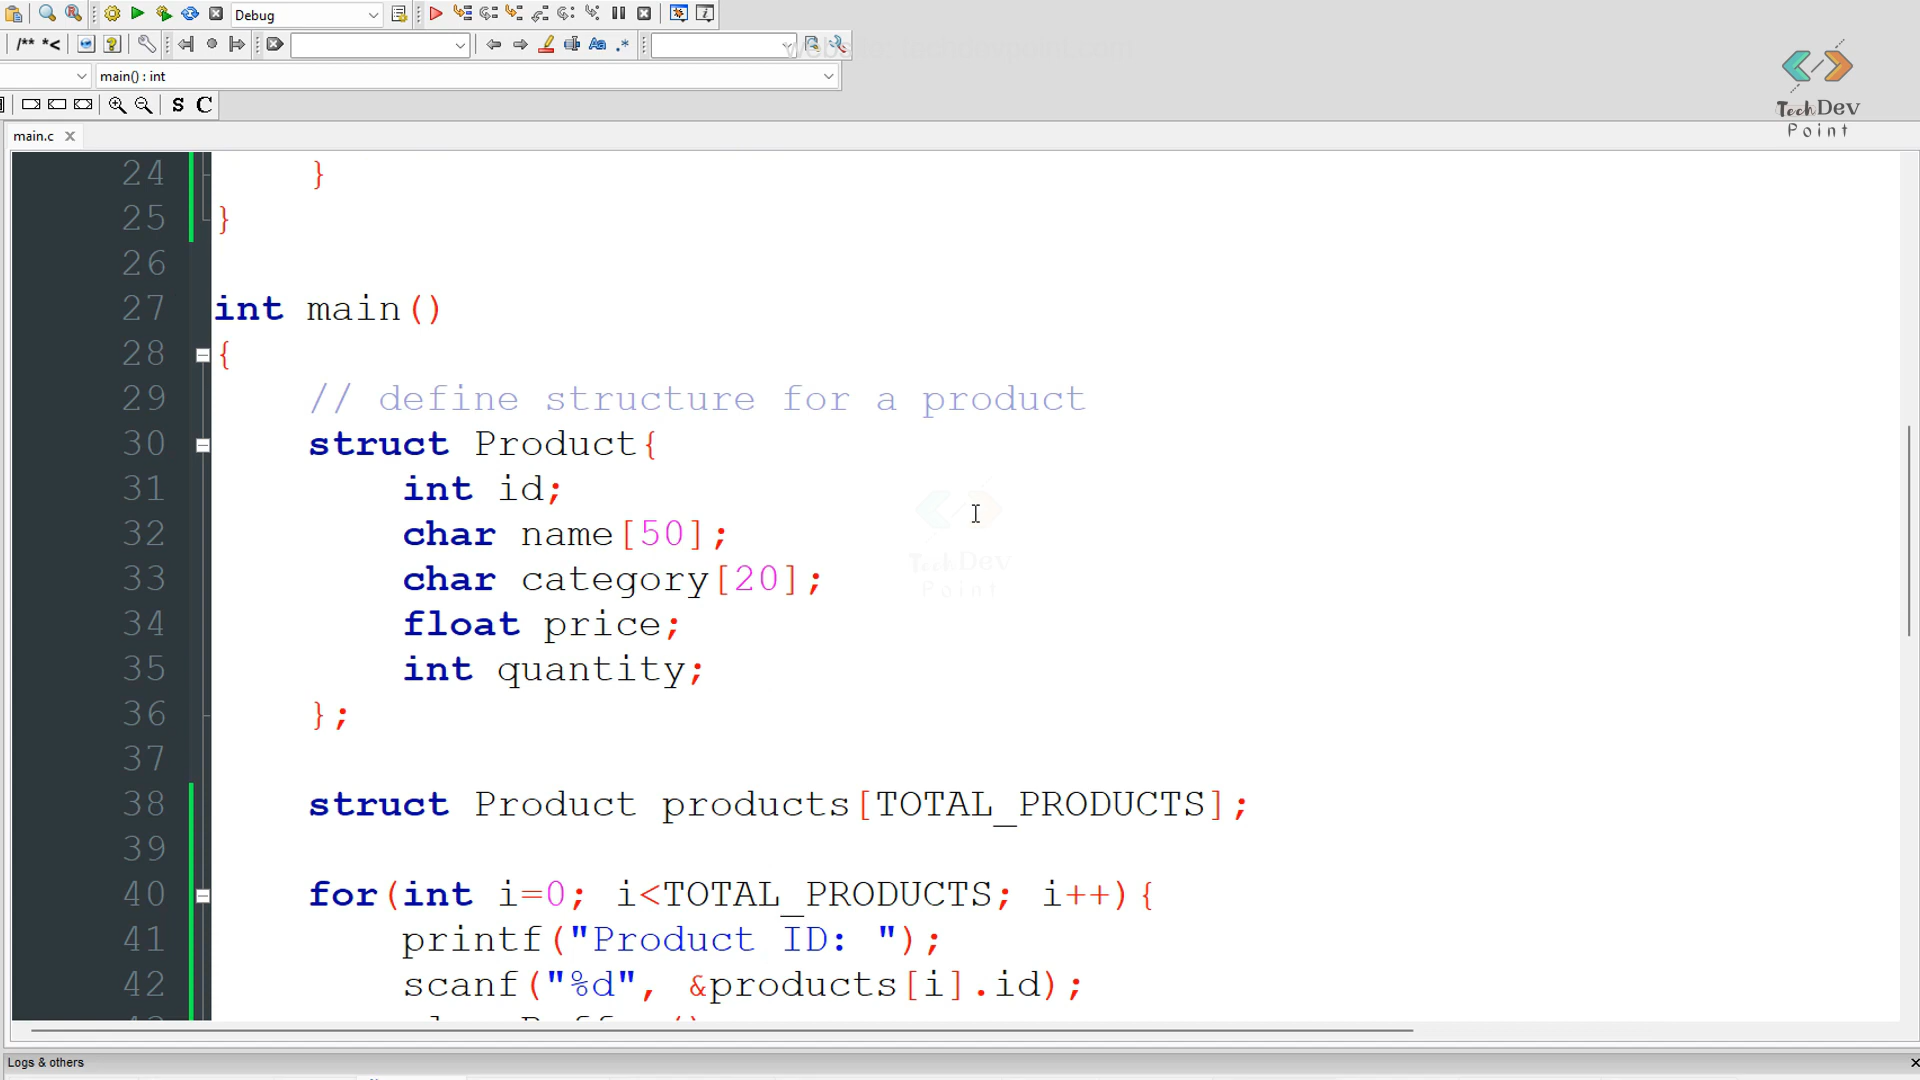 Debug
/** *<
main() : int
S C
TechDev
Point
main.c
24 }
25 }
26
27 int main()
28 {
29 // define structure for a product
30 struct Product{
31 int id;
32 char name[50];
33 char category[20];
34 float price;
35 int quantity;
36 };
37
38 struct Product products[TOTAL_PRODUCTS];
39
40 for(int i=0; i<TOTAL_PRODUCTS; i++){
41 printf("Product ID: ");
42 scanf("%d", &products[i].id);
TechDev
Point
Logs & others